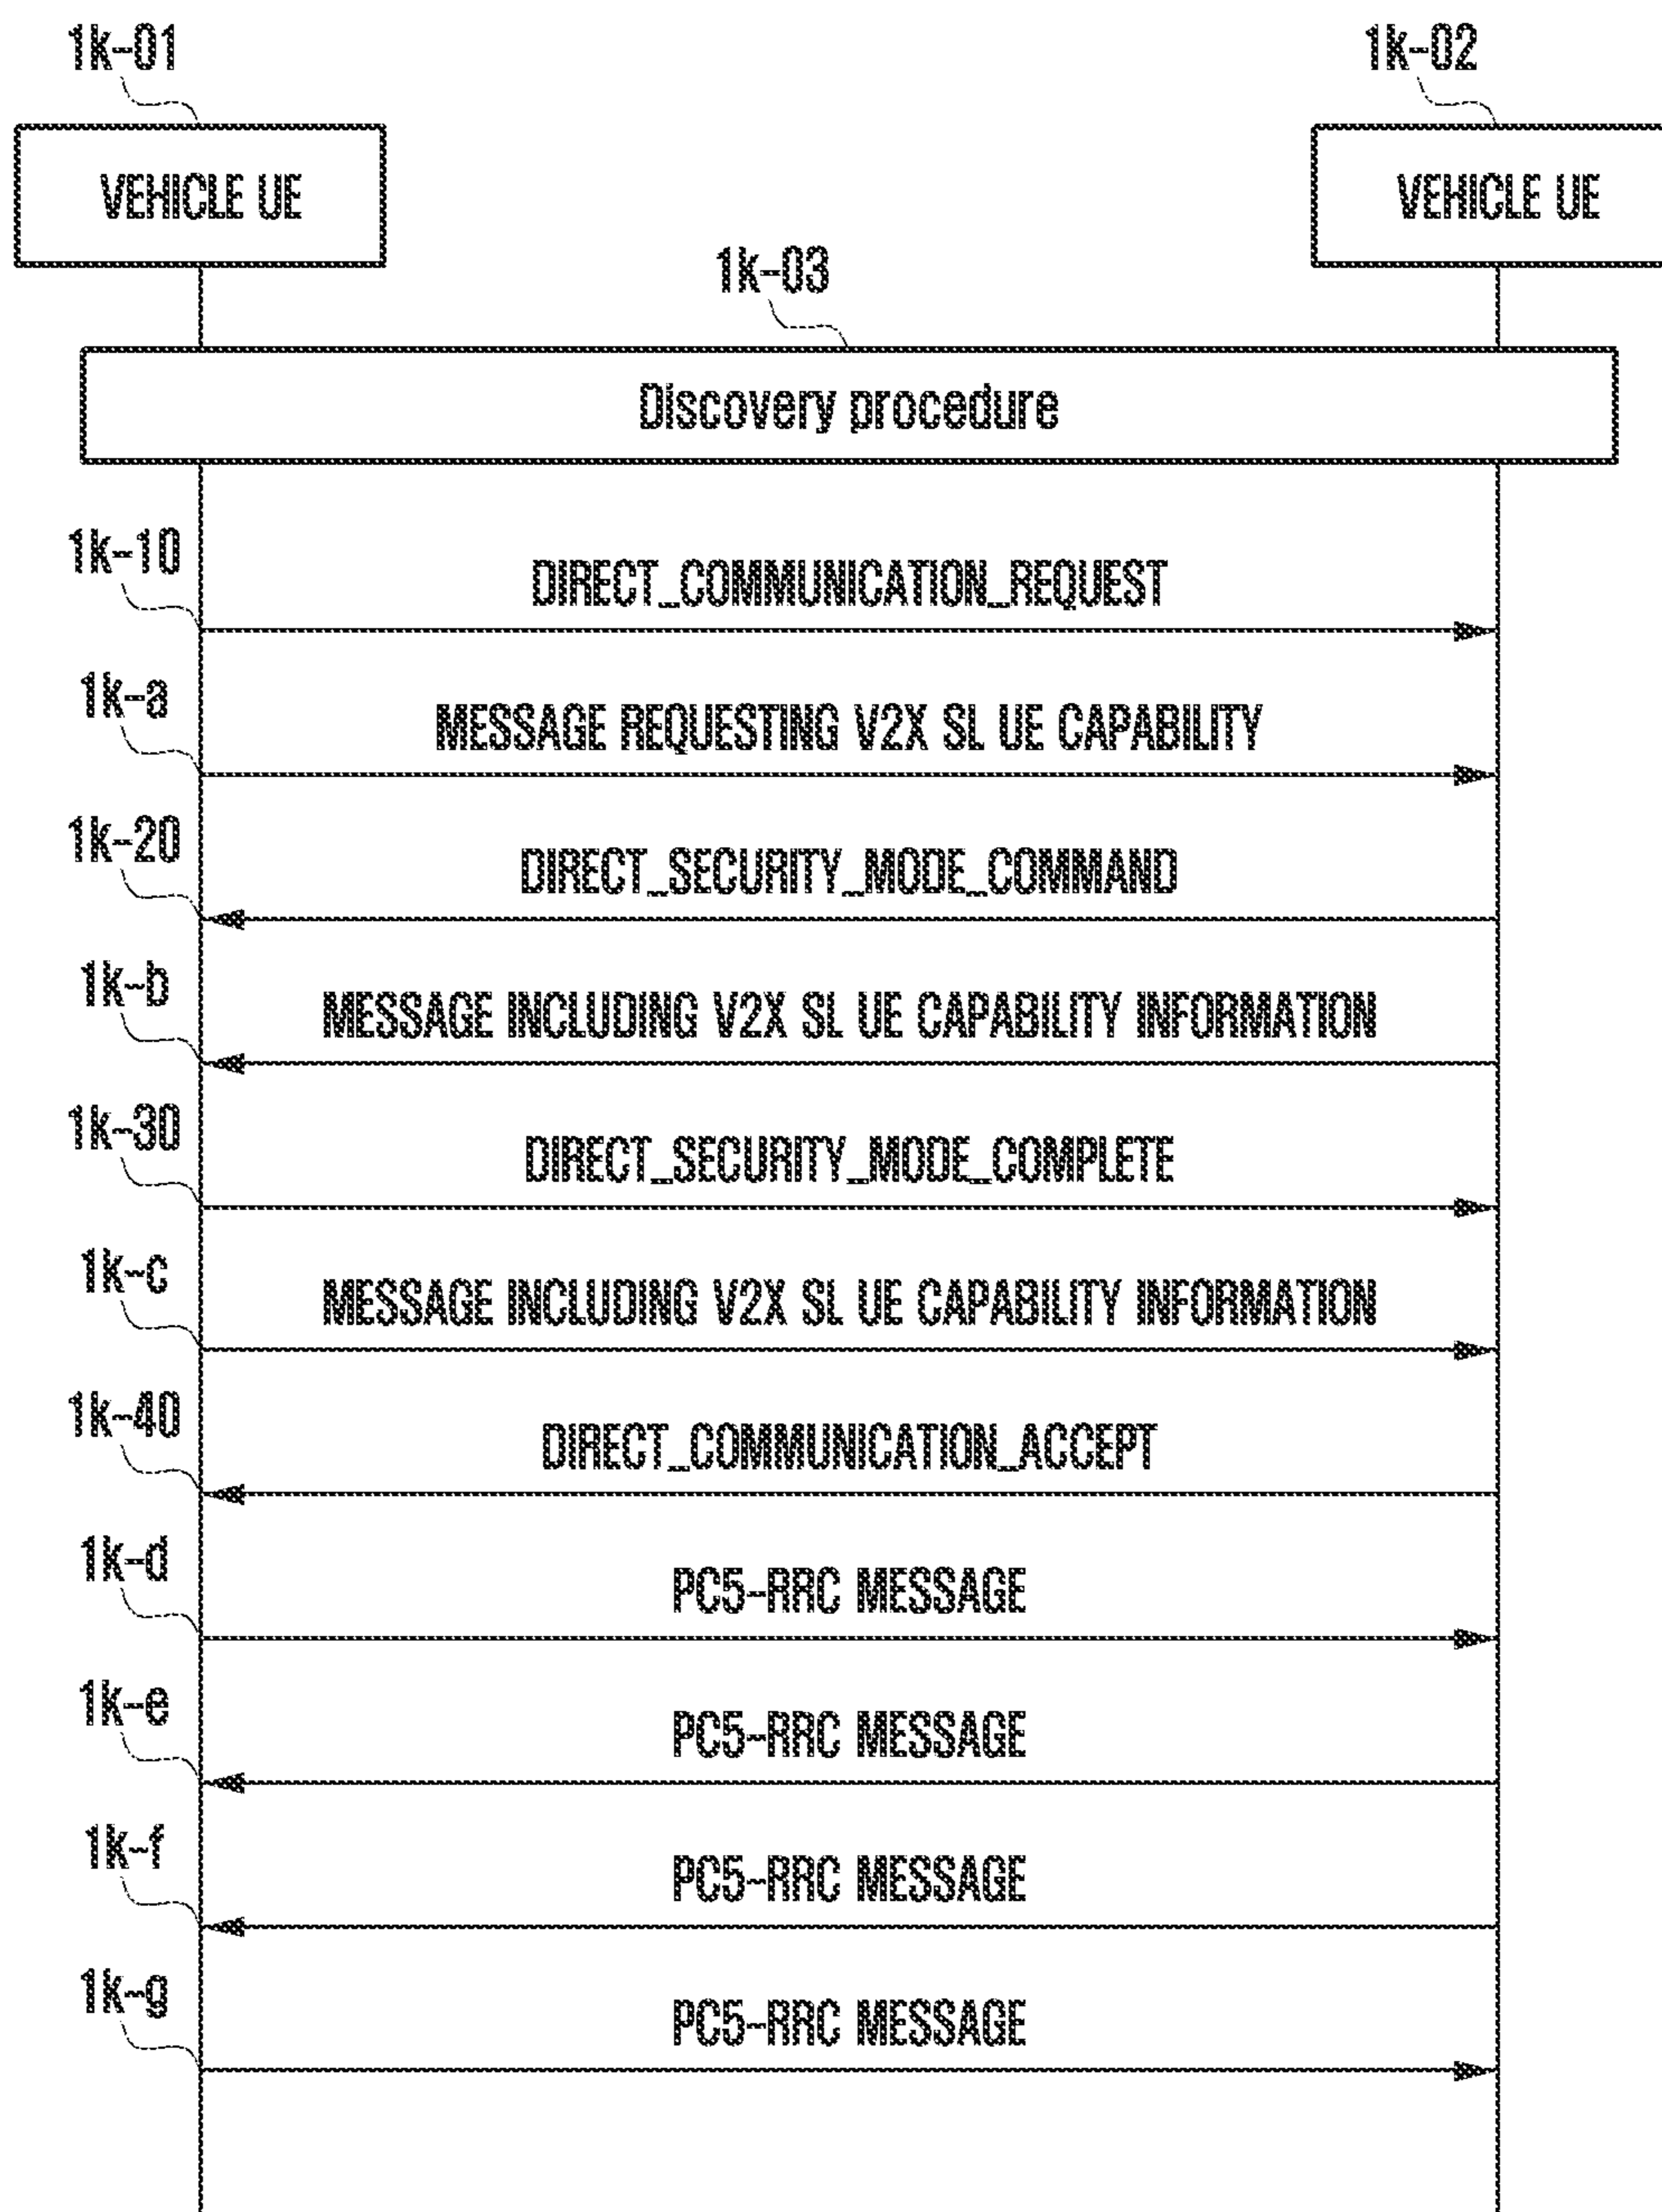 1k-01
1k-02
VEHICLE UE
VEHICLE UE
1k-03
Discovery procedure
1k-10
DIRECT_COMMUNICATION_REQUEST
1k-a
MESSAGE REQUESTING V2X SL UE CAPABILITY
1k-20
DIRECT_SECURITY_MODE_COMMAND
1k-b
MESSAGE INCLUDING V2X SL UE CAPABILITY INFORMATION
1k-30
DIRECT_SECURITY_MODE_COMPLETE
1k-c
MESSAGE INCLUDING V2X SL UE CAPABILITY INFORMATION
1k-40
DIRECT_COMMUNICATION_ACCEPT
1k-d
PC5-RRC MESSAGE
1k-e
PC5-RRC MESSAGE
1k-f
PC5-RRC MESSAGE
1k-g
PC5-RRC MESSAGE